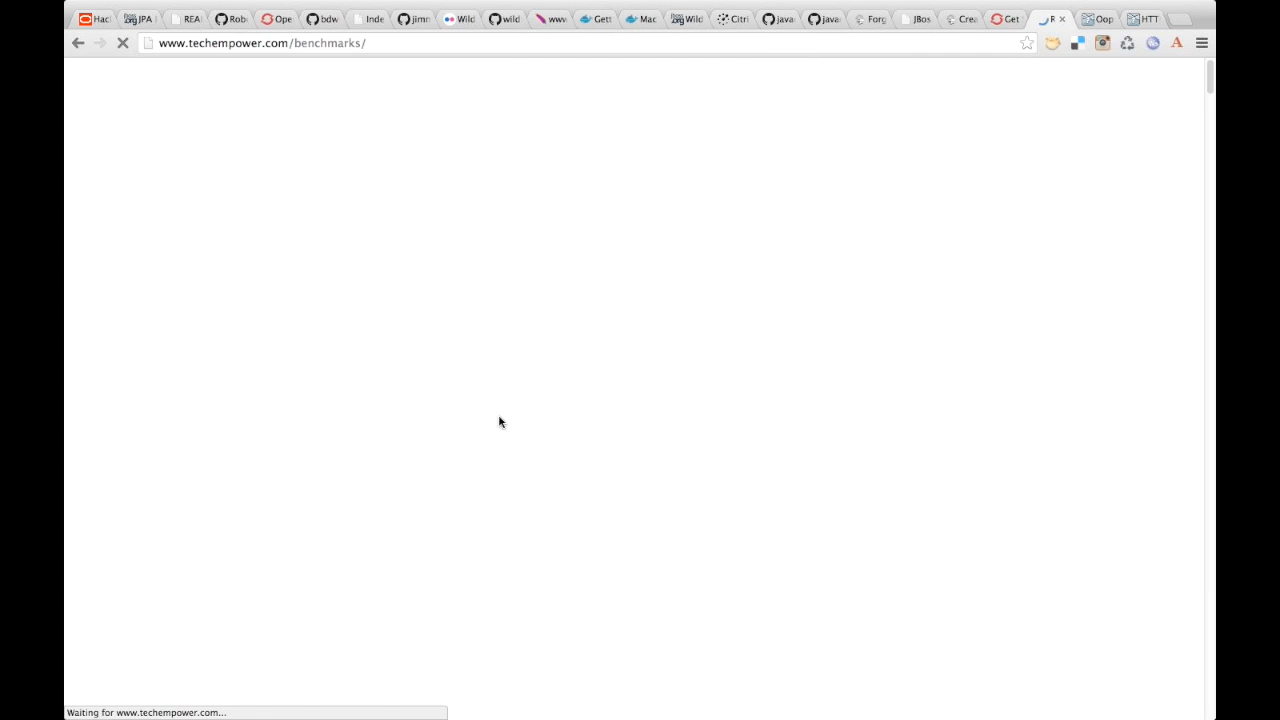 Hac JPA REA Rob Ope bdw Inde jimn Wild wild www Gett Mac Wild Citri java java Forg JBos Crea Get R Oop HTT
www.techempower.com/benchmarks/
Waiting for www.techempower.com...